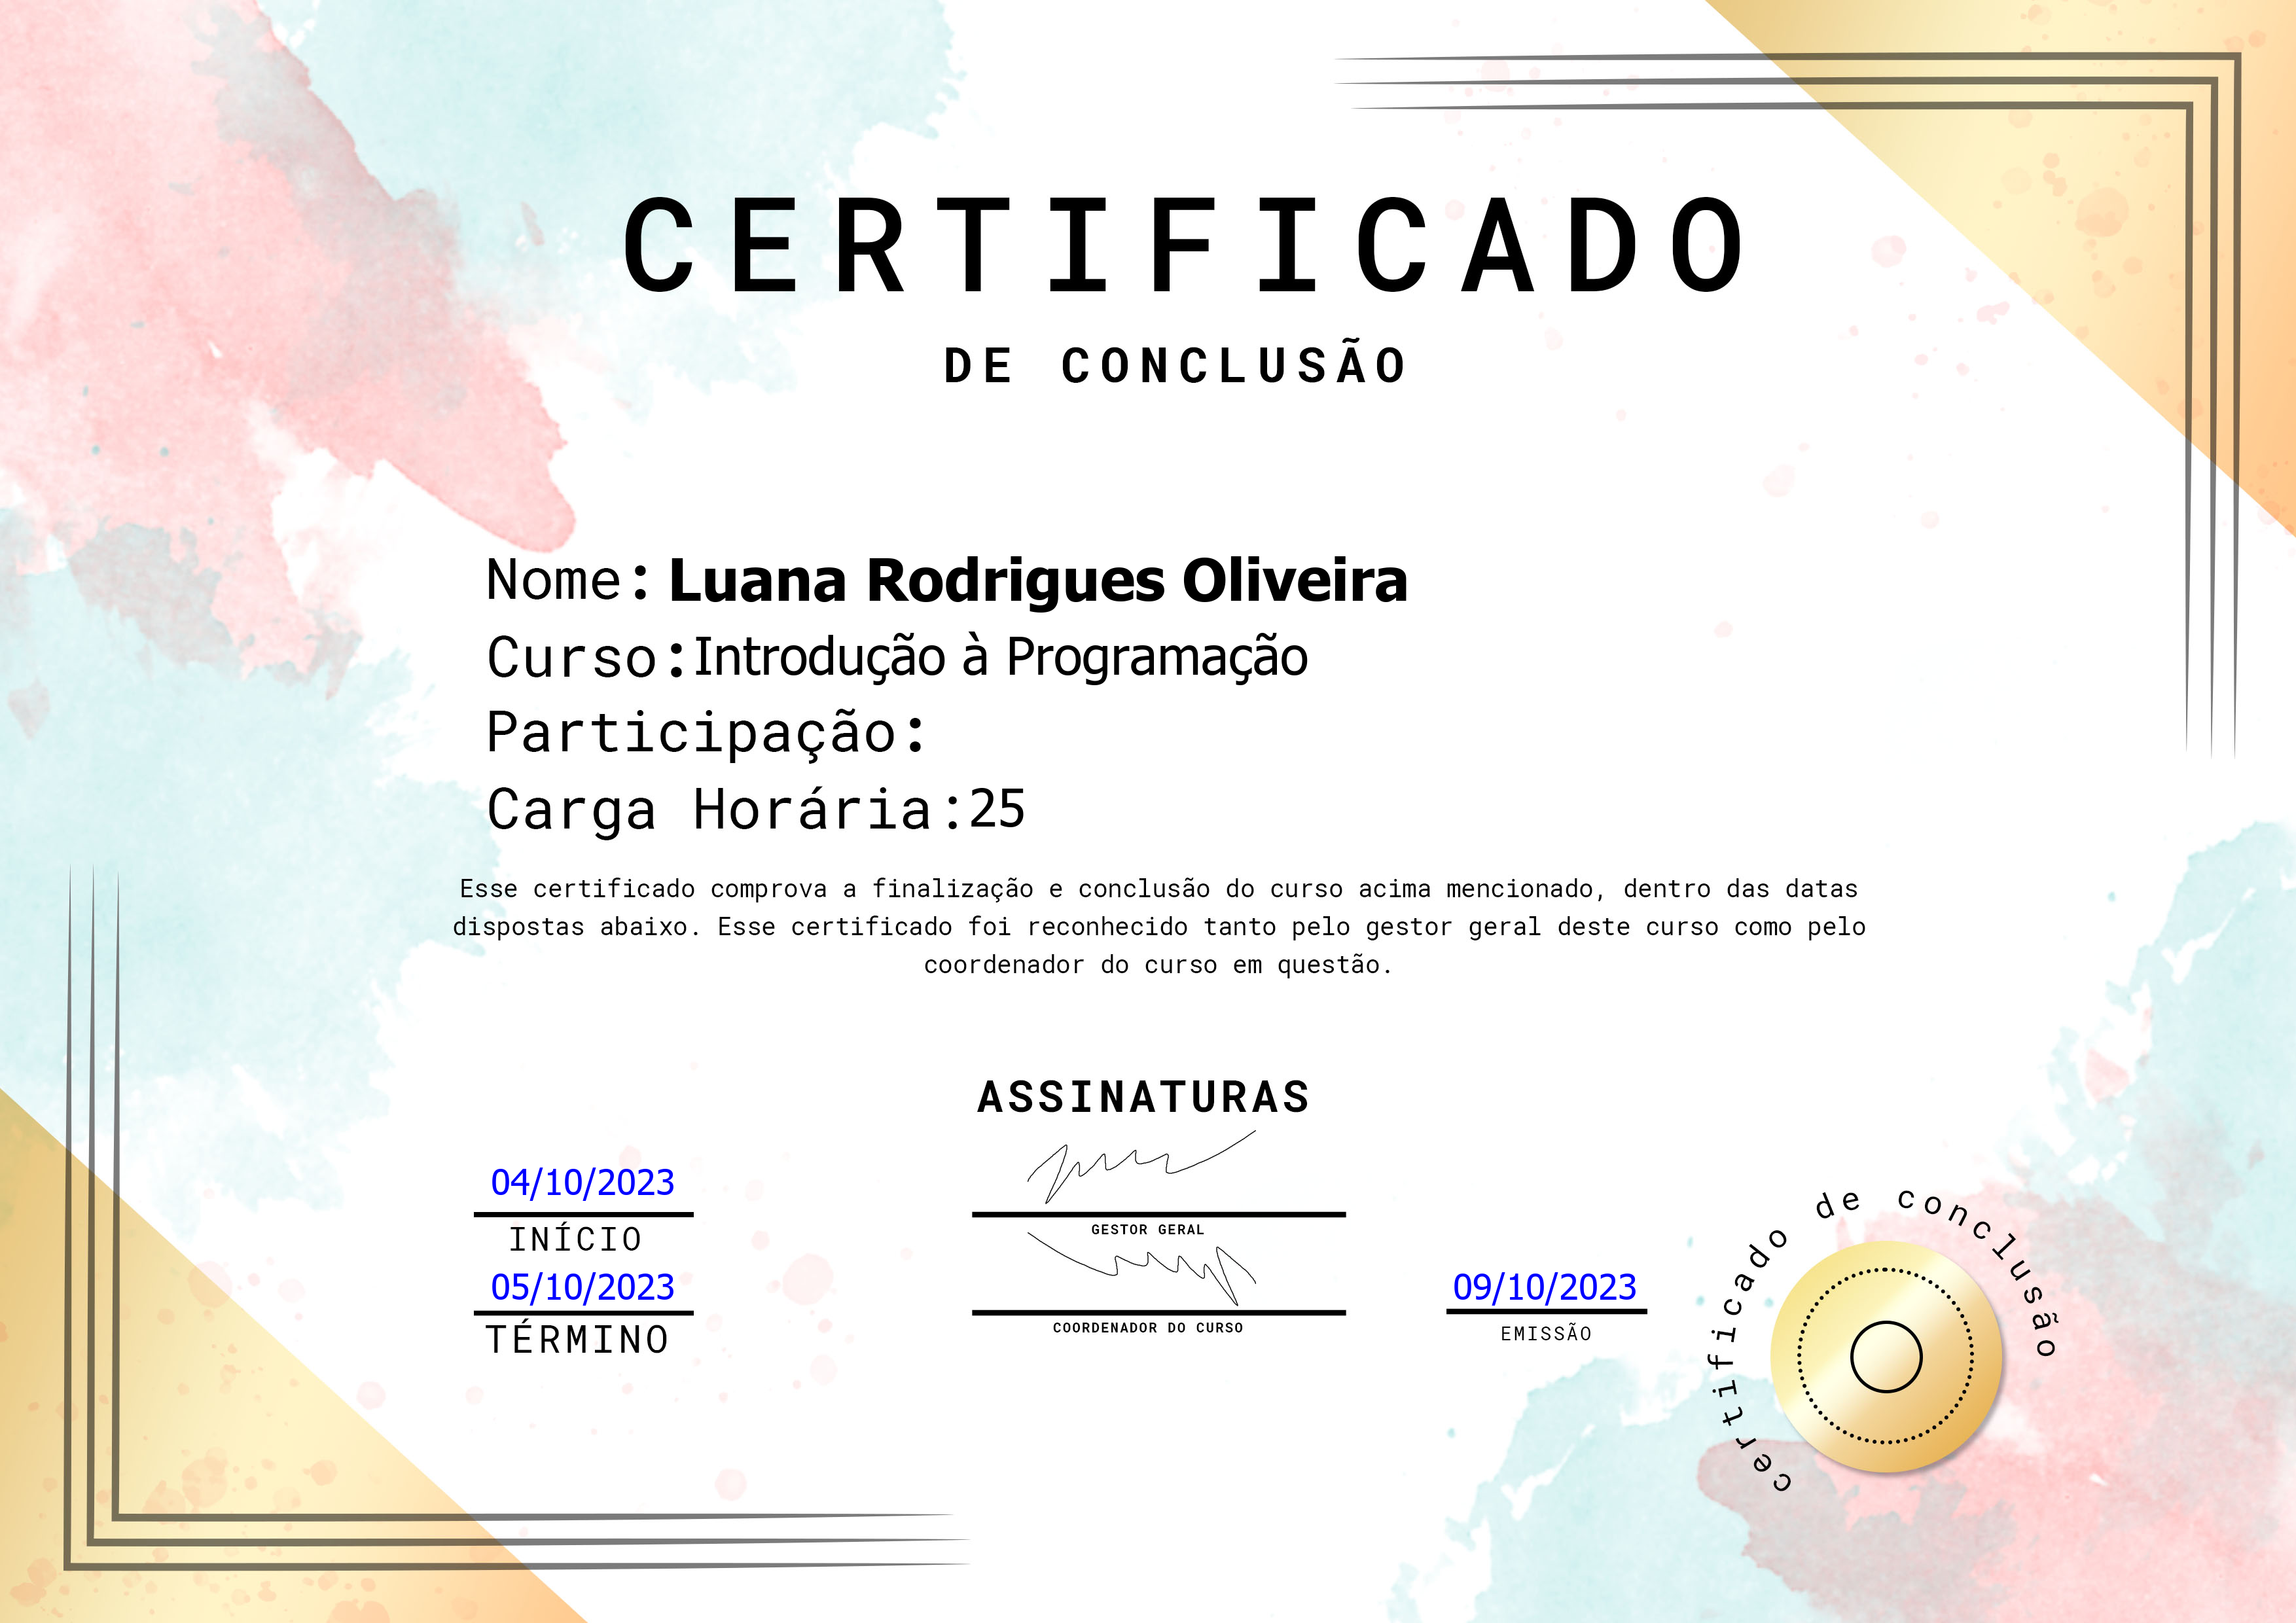 CERTIFICADO
DE CONCLUSÃO
Nome: Luana Rodrigues Oliveira
Curso:Introdução à Programação
Participação:
Carga Horária:25
Esse certificado comprova a finalização e conclusão do curso acima mencionado, dentro das datas
dispostas abaixo. Esse certificado foi reconhecido tanto pelo gestor geral deste curso como pelo
coordenador do curso em questão.
ASSINATURAS
04/10/2023
INÍCIO
05/10/2023
TÉRMINO
GESTOR GERAL
COORDENADOR DO CURSO
09/10/2023
EMISSÃO
certificado de conclusão